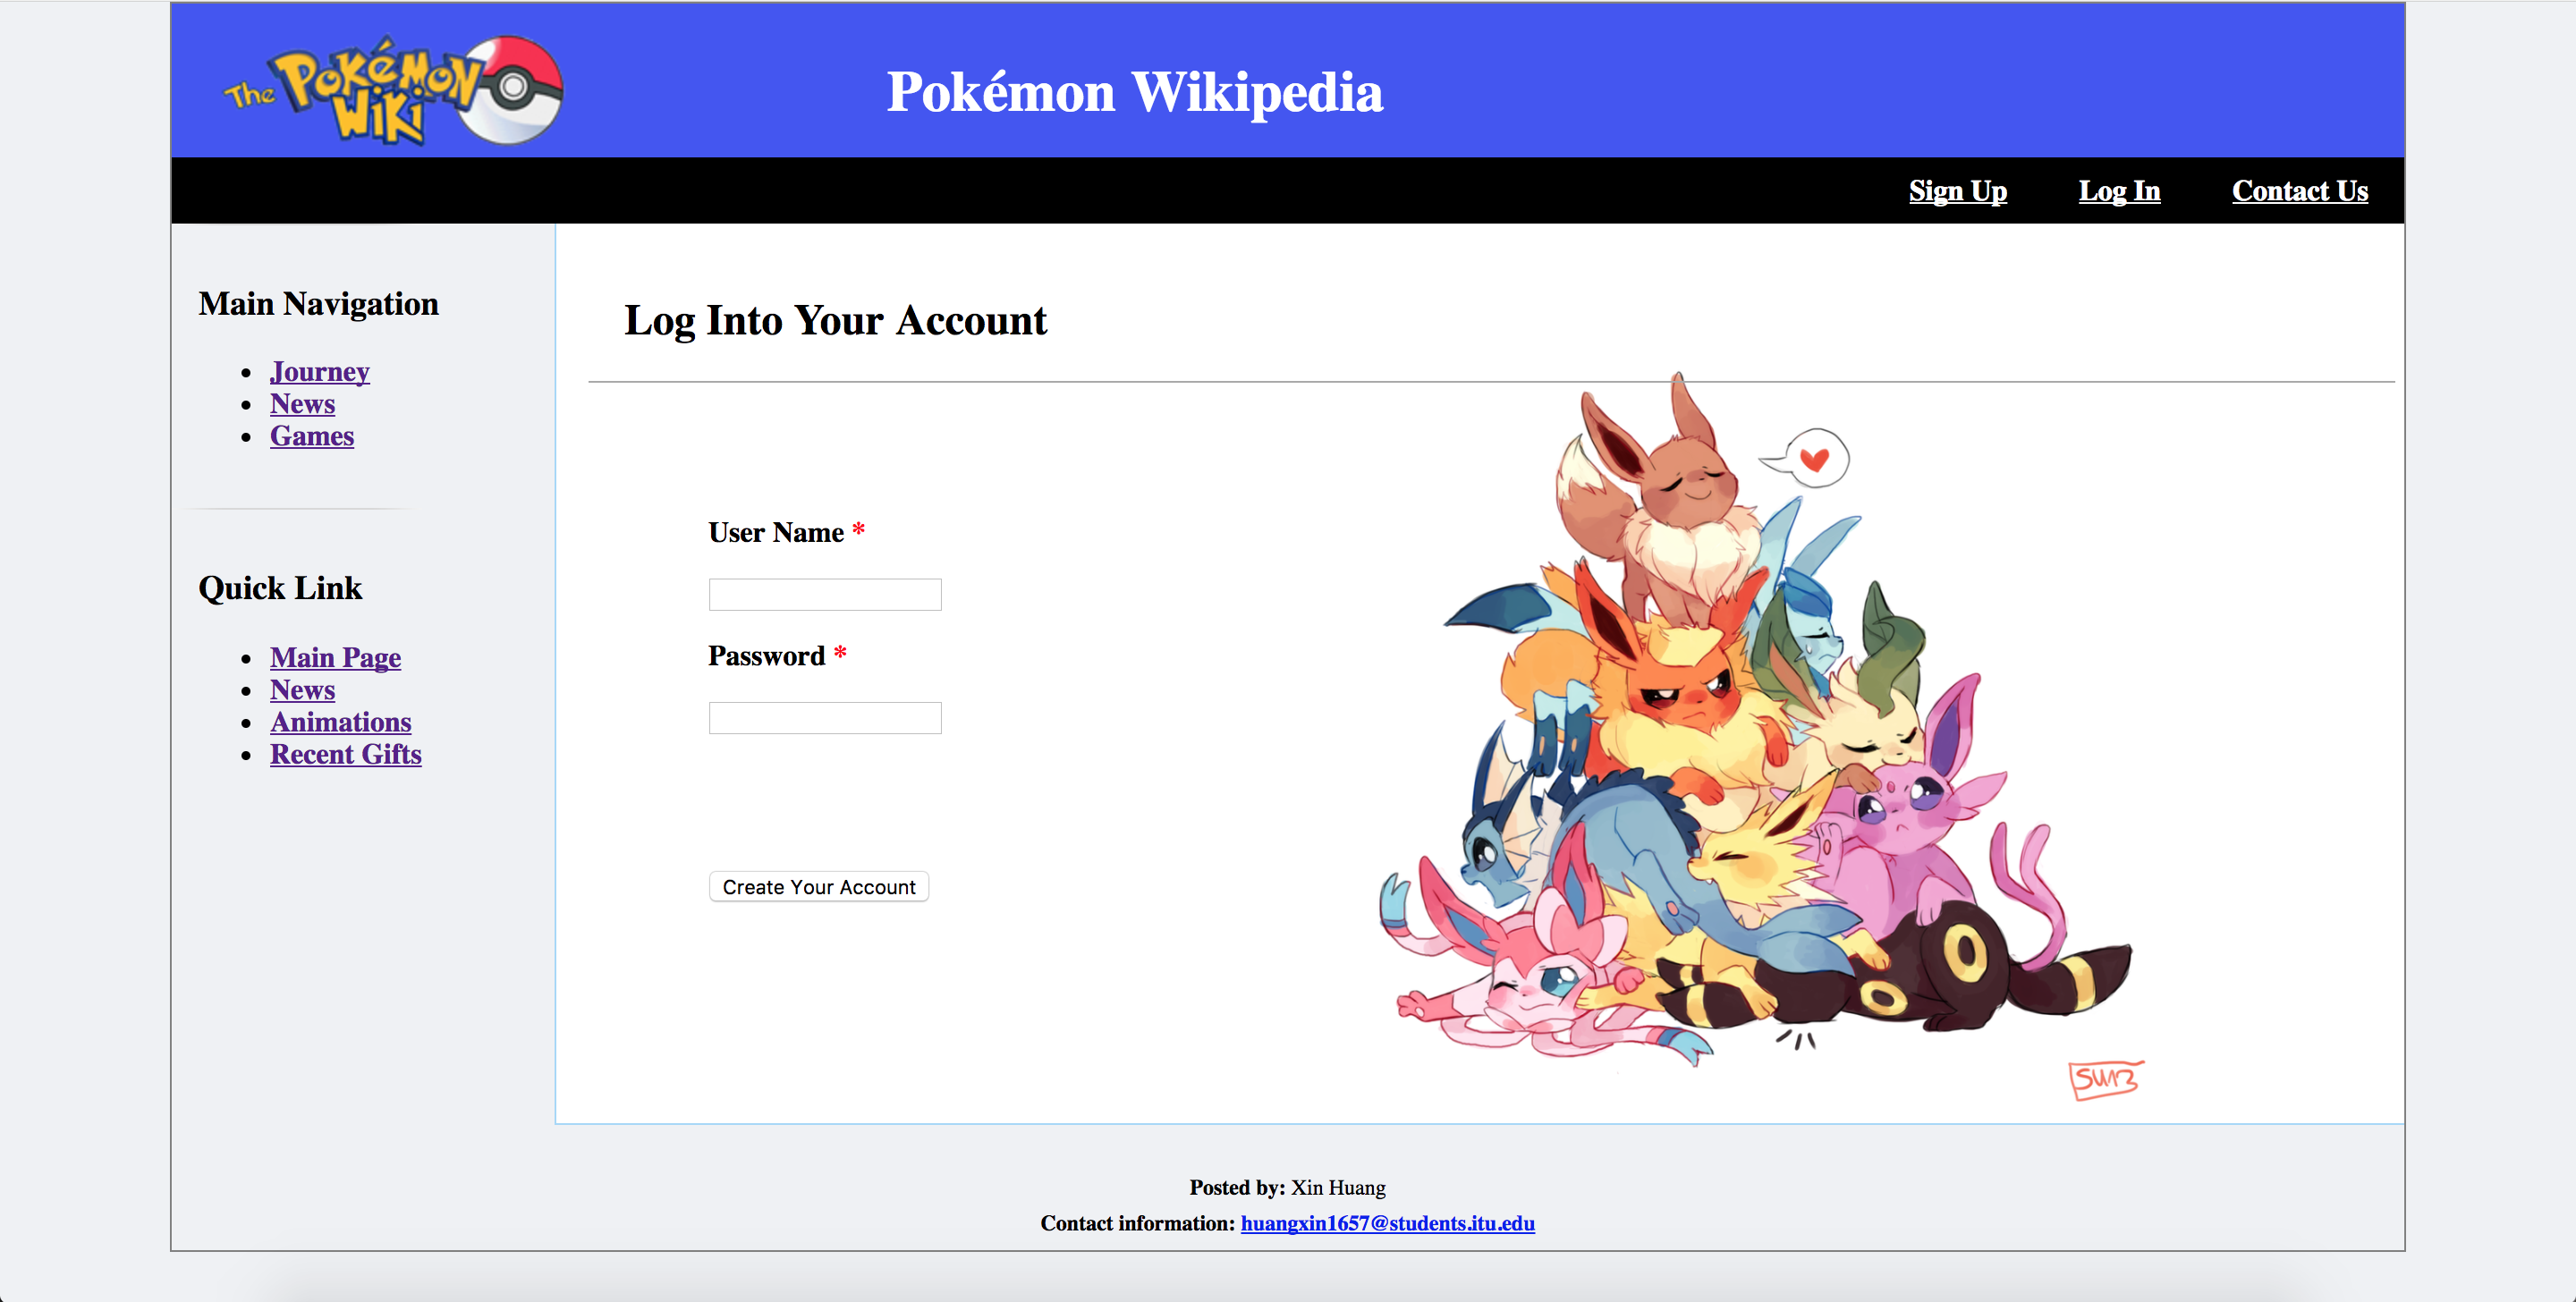 The Pokémon Wiki
Pokémon Wikipedia
Sign Up Log In Contact Us
Main Navigation
Journey
News
Games
Quick Link
Main Page
News
Animations
Recent Gifts
Log Into Your Account
User Name *
Password *
Create Your Account
Posted by: Xin Huang
Contact information: huangxin1657@students.itu.edu